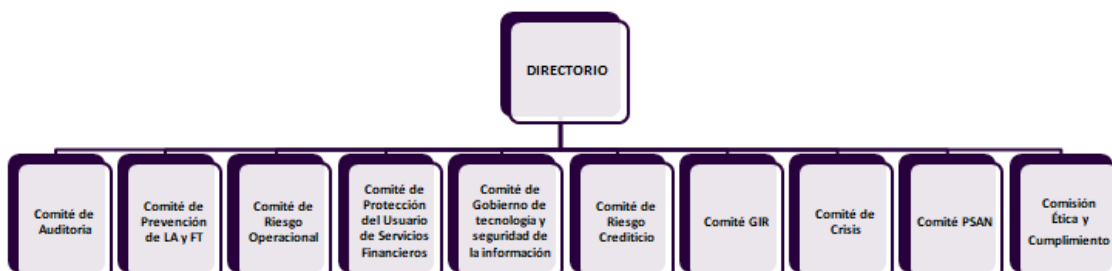 DIRECTORIO
Comité de
Auditoria
Comité de
Prevención
de LA y FT
Comité de
Riesgo
Operacional
Comité de
Protección
del Usuario
de Servicios
Financieros
Comité de
Gobierno de
tecnología y
seguridad de
la información
Comité de
Riesgo
Crediticio
Comité GIR
Comité de
Crisis
Comité PSAN
Comisión
Ética y
Cumplimiento